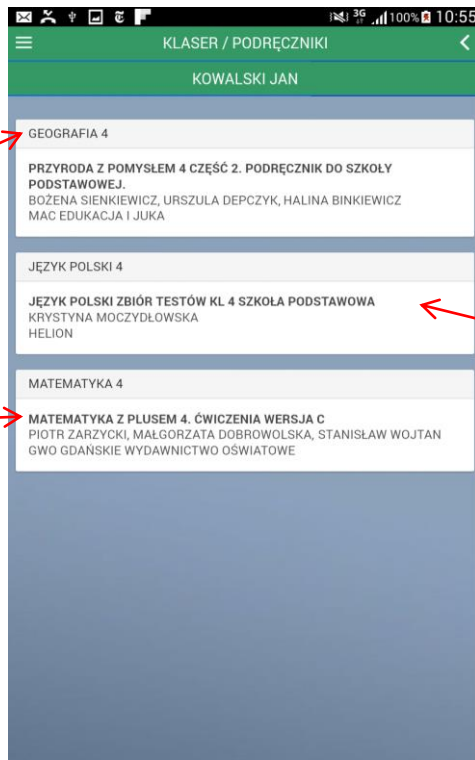 3G 100% 10:55
KLASER / PODRĘCZNIKI
KOWALSKI JAN
GEOGRAFIA 4
PRZYRODA Z POMYSŁEM 4 CZĘŚĆ 2. PODRĘCZNIK DO SZKOŁY
PODSTAWOWEJ.
BOŻENA SIENKIEWICZ, URSZULA DEPCZYK, HALINA BINKIEWICZ
MAC EDUKACJA I JUKA
JĘZYK POLSKI 4
JĘZYK POLSKI ZBIÓR TESTÓW KL 4 SZKOŁA PODSTAWOWA
KRYSTYNA MOCZYDŁOWSKA
HELION
MATEMATYKA 4
MATEMATYKA Z PLUSEM 4. ĆWICZENIA WERSJA C
PIOTR ZARZYCKI, MAŁGORZATA DOBROWOLSKA, STANISŁAW WOJTAN
GWO GDAŃSKIE WYDAWNICTWO OŚWIATOWE